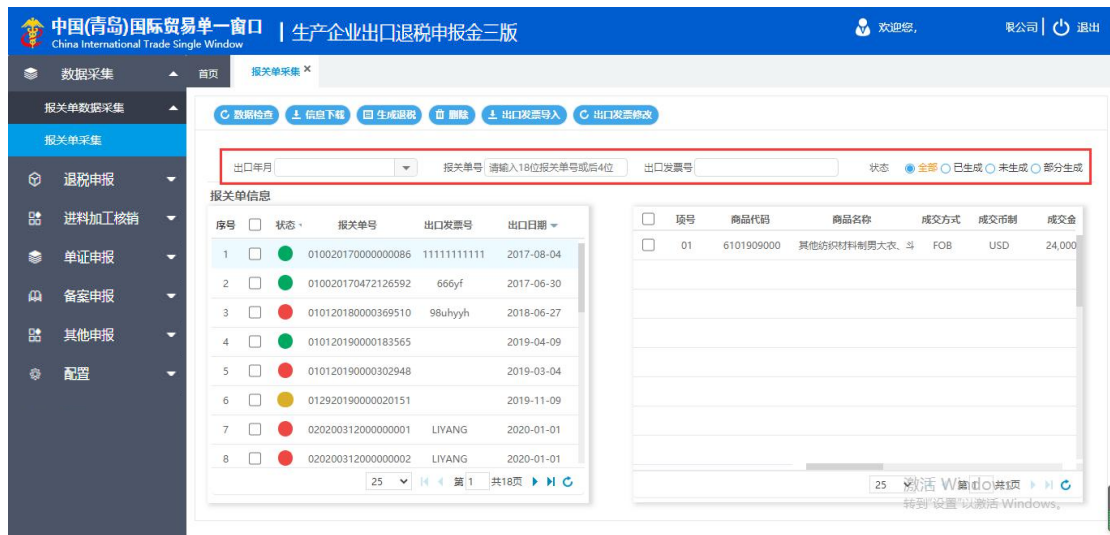 中国(青岛)国际贸易单一窗口
China International Trade Single Window
生产企业出口退税申报金三版
欢迎您,
限公司
退出
数据采集
首页
报关单采集 ×
报关单数据采集
报关单采集
退税申报
进料加工核销
单证申报
备案申报
其他申报
配置
数据检查 信息下载 生成退税 删除 出口发票导入 出口发票修改
出口年月 报关单号 请输入18位报关单号或后4位 出口发票号 状态 全部 已生成 未生成 部分生成
报关单信息
序号 状态 报关单号 出口发票号 出口日期
1 010020170000000086 11111111111 2017-08-04
2 010020170472126592 666yf 2017-06-30
3 010120180000369510 98uhyyh 2018-06-27
4 010120190000183565 2019-04-09
5 010120190000302948 2019-03-04
6 012920190000020151 2019-11-09
7 020200312000000001 LIYANG 2020-01-01
8 020200312000000002 LIYANG 2020-01-01
25 第 1 共18页
项号 商品代码 商品名称 成交方式 成交币制 成交金
01 6101909000 其他纺织材料制男大衣、斗 FOB USD 24,000
25 第 共1页
激活 Windows
转到"设置"以激活 Windows。